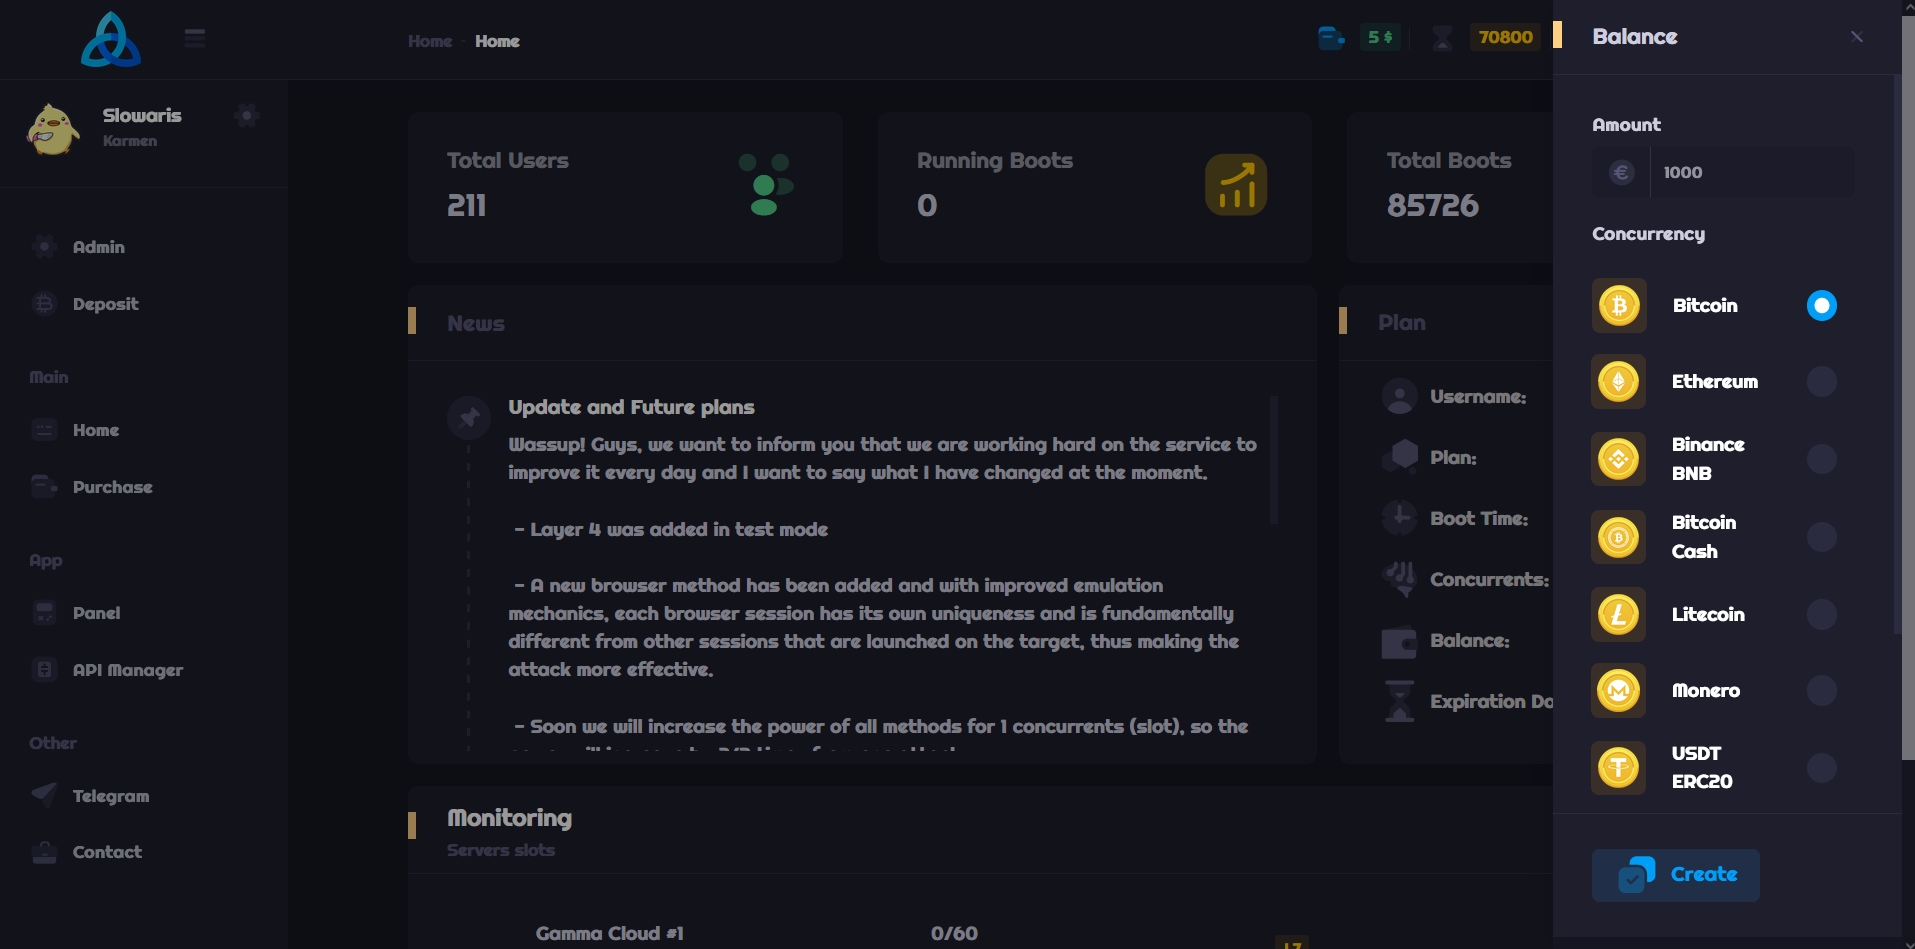 Home - Home
5 $
70800
Slowaris
Karmen
Admin
Deposit
Main
Home
Purchase
App
Panel
API Manager
Other
Telegram
Contact
Total Users
211
Running Boots
0
Total Boots
85726
News
Update and Future plans
Wassup! Guys, we want to inform you that we are working hard on the service to
improve it every day and I want to say what I have changed at the moment.
- Layer 4 was added in test mode
- A new browser method has been added and with improved emulation
mechanics, each browser session has its own uniqueness and is fundamentally
different from other sessions that are launched on the target, thus making the
attack more effective.
- Soon we will increase the power of all methods for 1 concurrents (slot), so the
Plan
Username:
Plan:
Boot Time:
Concurrents:
Balance:
Expiration Da
Monitoring
Servers slots
Gamma Cloud #1
0/60
L7
Balance
Amount
€
1000
Concurrency
Bitcoin
Ethereum
Binance
BNB
Bitcoin
Cash
Litecoin
Monero
USDT
ERC20
Create